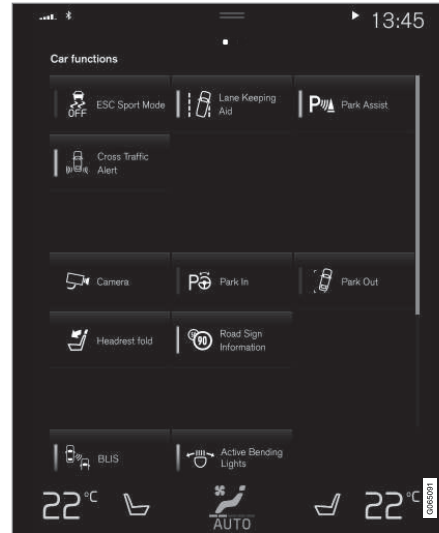 13:45
Car functions
OFF
ESC Sport Mode
Lane Keeping
Aid
P
Park Assist
Cross Traffic
Alert
Camera
P
Park In
Park Out
Headrest fold
90
Road Sign
Information
BLIS
Active Bending
Lights
22°C
AUTO
22°C
G065091